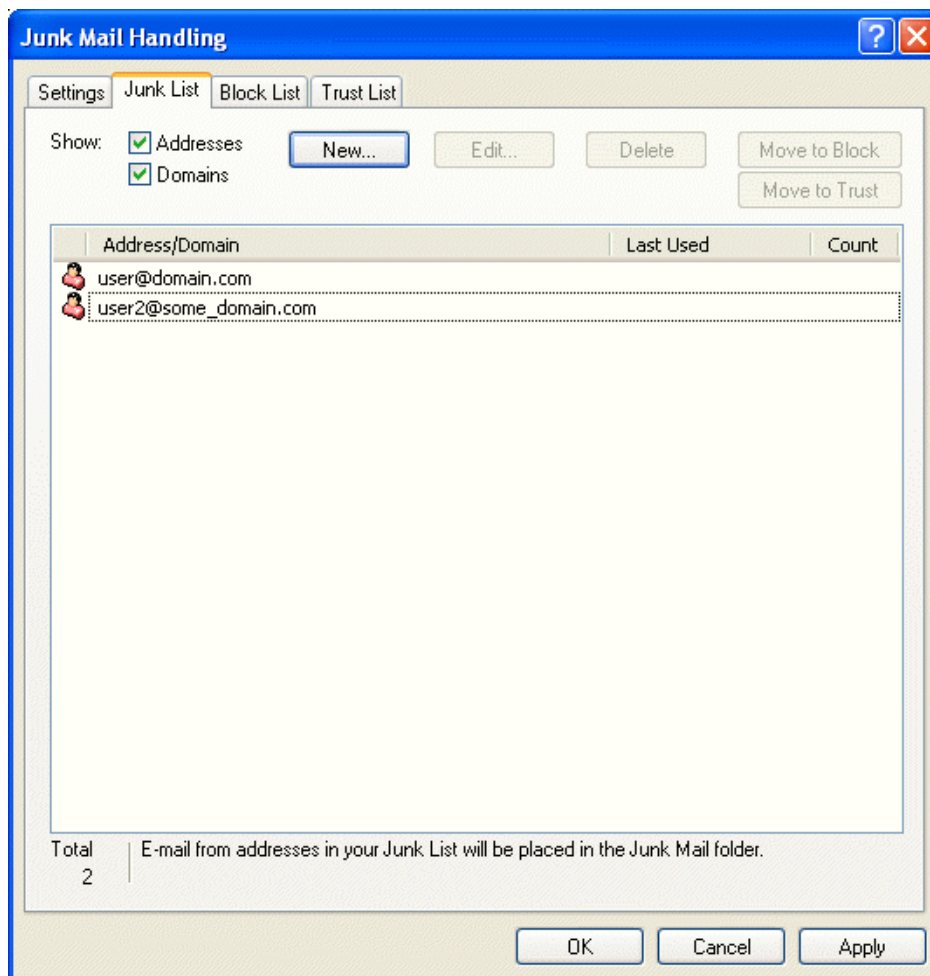 Junk Mail Handling
Settings Junk List Block List Trust List
Show: Addresses New... Edit... Delete Move to Block
Domains Move to Trust
Address/Domain Last Used Count
user@domain.com
user2@some_domain.com
Total E-mail from addresses in your Junk List will be placed in the Junk Mail folder.
2
OK Cancel Apply